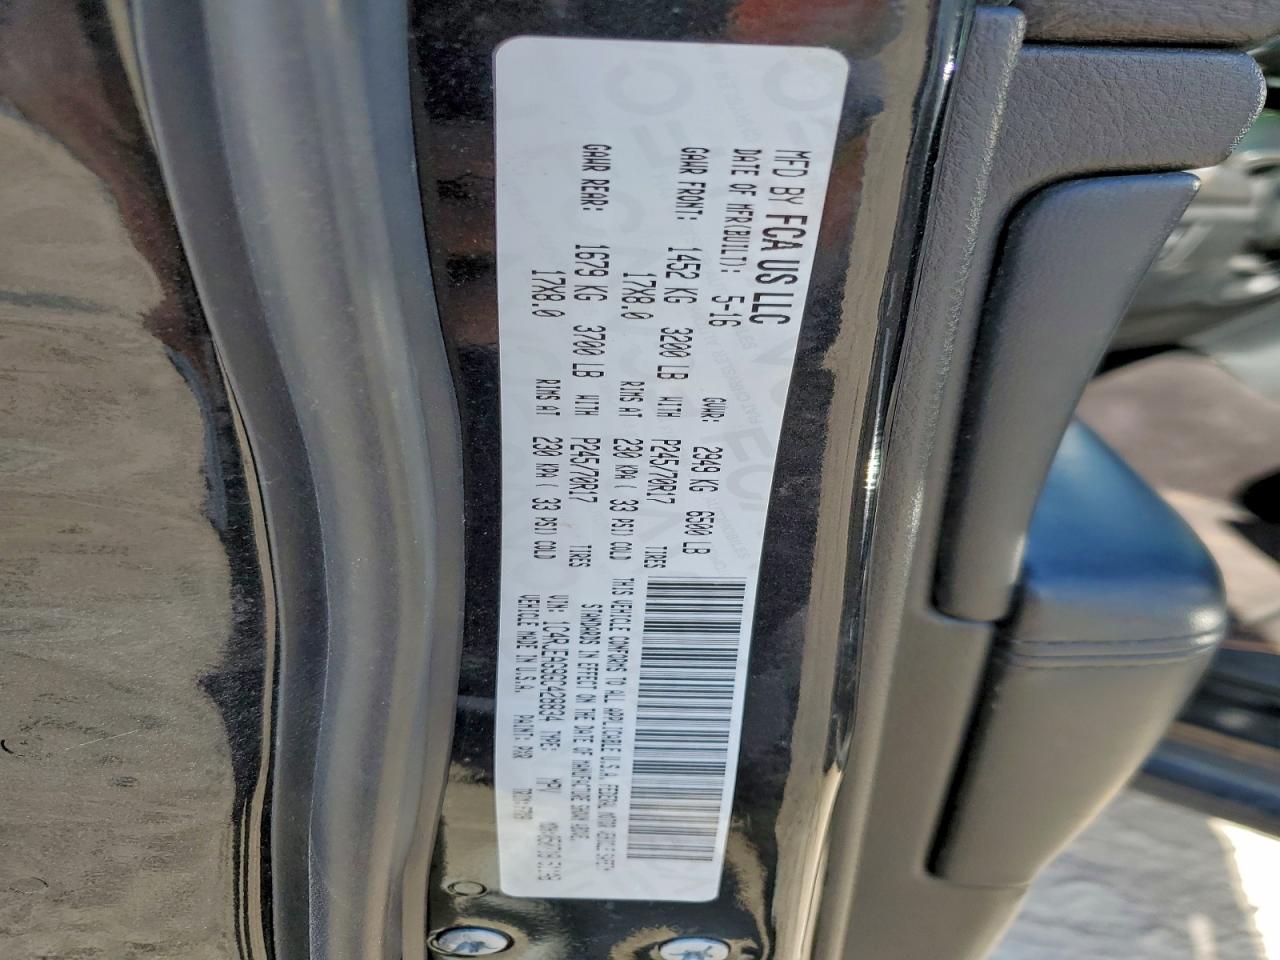 MFD BY FCA US LLC
DATE OF MFR(BUILT): 5-16 GVWR: 2949 KG 6500 LB
GAWR FRONT: 1452 KG 3200 LB WITH P245/70R17 TIRES
17X8.0 RIMS AT 230 KPA( 33 PSI) COLD
GAWR REAR: 1679 KG 3700 LB WITH P245/70R17 TIRES
17X8.0 RIMS AT 230 KPA( 33 PSI) COLD
THIS VEHICLE CONFORMS TO ALL APPLICABLE U.S.A. FEDERAL MOTOR VEHICLE SAFETY
STANDARDS IN EFFECT ON THE DATE OF MANUFACTURE SHOWN ABOVE.
VIN: TYPE: MPV
VEHICLE MADE IN U.S.A. PAINT: PXR